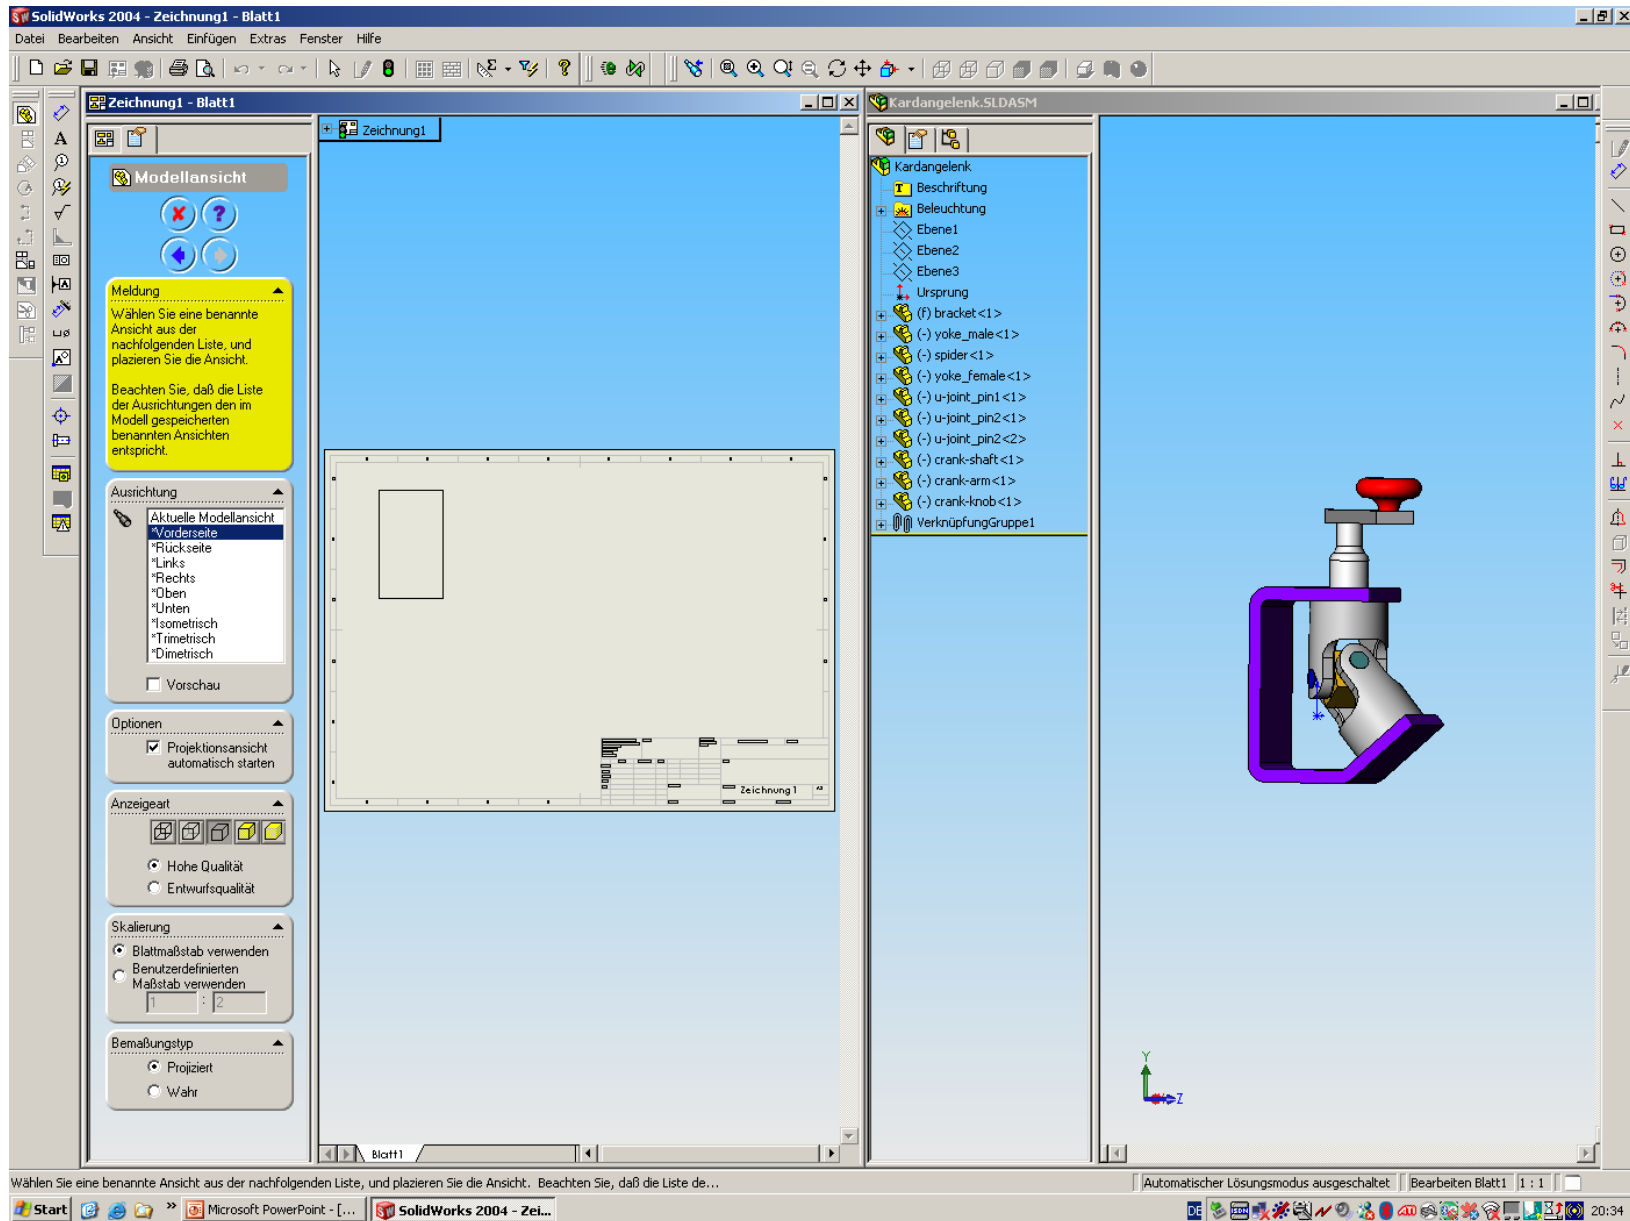 SolidWorks 2004 - Zeichnung1 - Blatt1
Datei Bearbeiten Ansicht Einfügen Extras Fenster Hilfe
Zeichnung1 - Blatt1
Zeichnung1
Modellansicht
Meldung
Wählen Sie eine benannte
Ansicht aus der
nachfolgenden Liste, und
plazieren Sie die Ansicht.
Beachten Sie, daß die Liste
der Ausrichtungen den im
Modell gespeicherten
benannten Ansichten
entspricht.
Ausrichtung
Aktuelle Modellansicht
*Vorderseite
*Rückseite
*Links
*Rechts
*Oben
*Unten
*Isometrisch
*Trimetrisch
*Dimetrisch
Vorschau
Optionen
Projektionsansicht
automatisch starten
Anzeigeart
Hohe Qualität
Entwurfsqualität
Skalierung
Blattmaßstab verwenden
Benutzerdefinierten
Maßstab verwenden
1 : 2
Bemaßungstyp
Projiziert
Wahr
Zeichnung1
Blatt1
Kardangelenk.SLDASM
Kardangelenk
Beschriftung
Beleuchtung
Ebene1
Ebene2
Ebene3
Ursprung
(f) bracket<1>
(-) yoke_male<1>
(-) spider<1>
(-) yoke_female<1>
(-) u-joint_pin1<1>
(-) u-joint_pin2<1>
(-) u-joint_pin2<2>
(-) crank-shaft<1>
(-) crank-arm<1>
(-) crank-knob<1>
VerknüpfungGruppe1
Y
Z
Wählen Sie eine benannte Ansicht aus der nachfolgenden Liste, und plazieren Sie die Ansicht. Beachten Sie, daß die Liste de...
Automatischer Lösungsmodus ausgeschaltet Bearbeiten Blatt1 1 : 1
Start » Microsoft PowerPoint - [... SolidWorks 2004 - Zei... DE 20:34